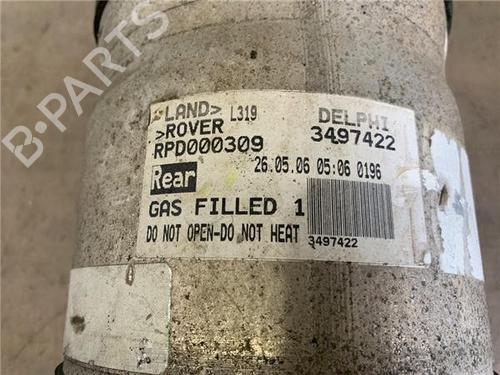 B-PARTS
LAND> L319 DELPHI
>ROVER 3497422
RPD000309
Rear 26.05.06 05:06 0196
GAS FILLED 1
DO NOT OPEN-DO NOT HEAT 3497422